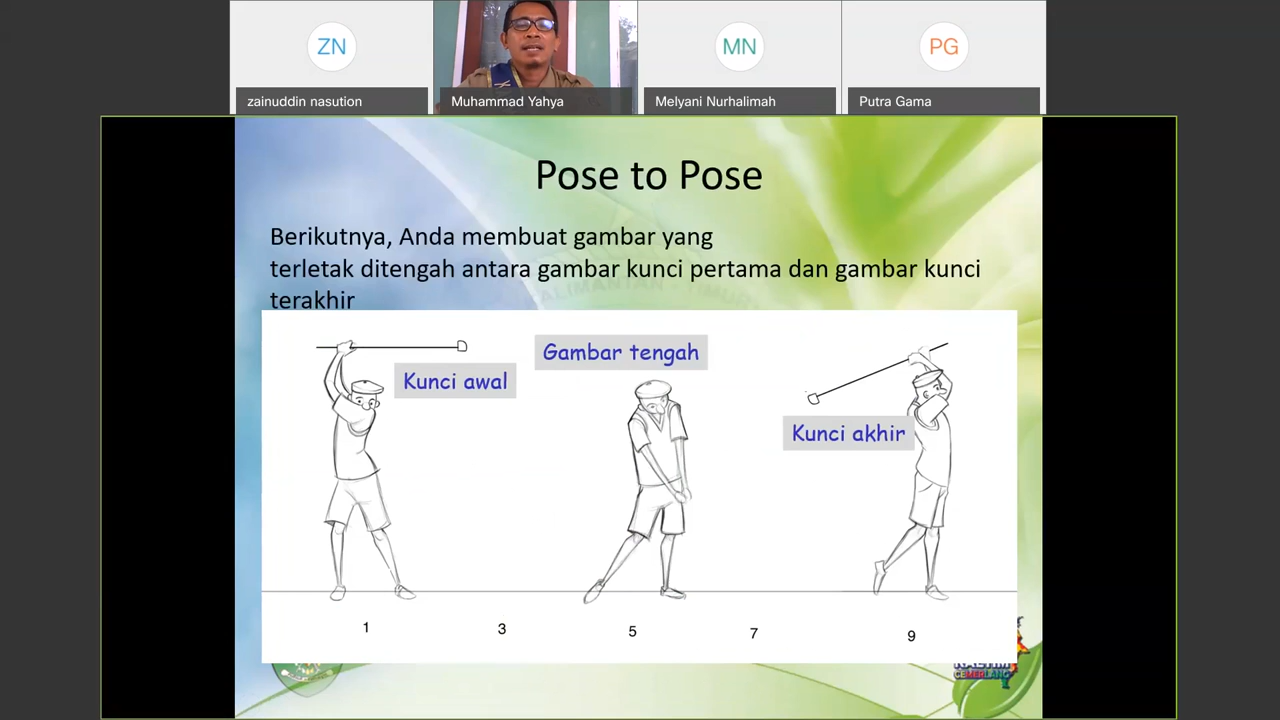 ZN
MN
PG
zainuddin nasution
Muhammad Yahya
Melyani Nurhalimah
Putra Gama
Pose to Pose
Berikutnya, Anda membuat gambar yang
terletak ditengah antara gambar kunci pertama dan gambar kunci
terakhir
Gambar tengah
Kunci awal
Kunci akhir
1 3 5 7 9
KALTIM
CEMERLANG